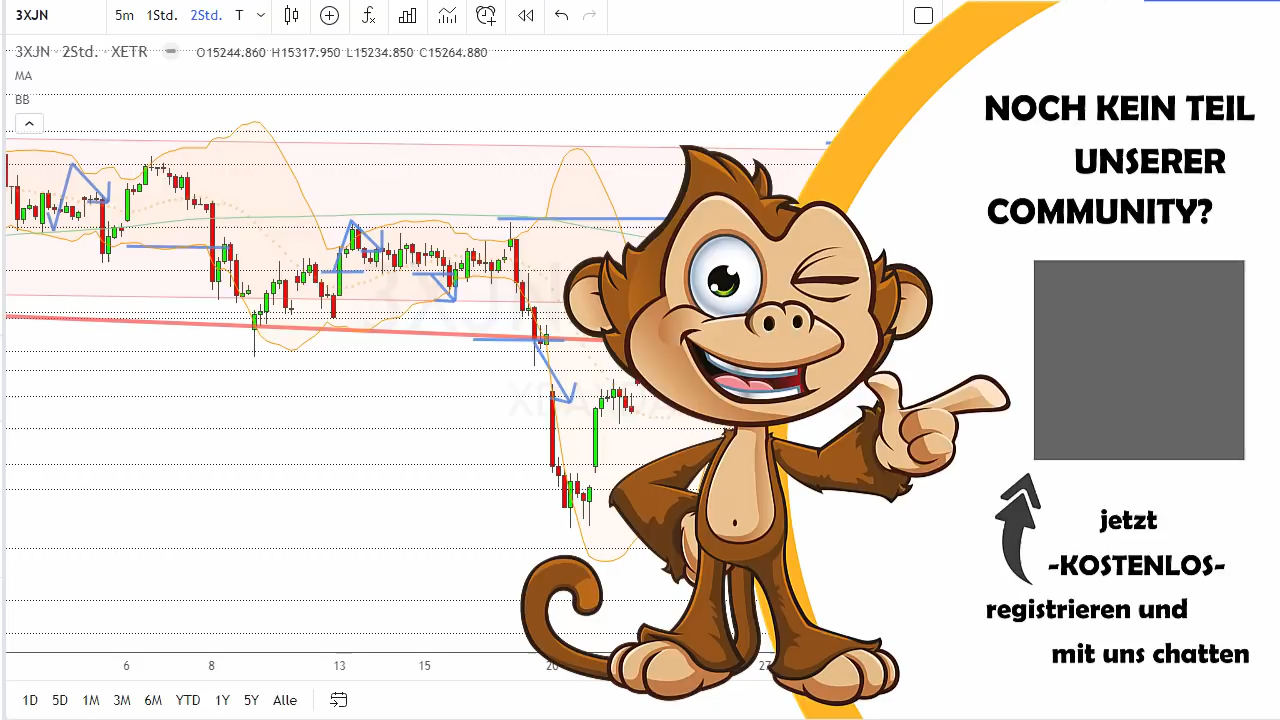 3XJN 5m 1Std. 2Std. T
3XJN · 2Std. · XETR O15244.860 H15317.950 L15234.850 C15264.880
MA
BB
NOCH KEIN TEIL
UNSERER
COMMUNITY?
3XJN
jetzt
-KOSTENLOS-
registrieren und
mit uns chatten
6 8 13 15 20 27
1D 5D 1M 3M 6M YTD 1Y 5Y Alle